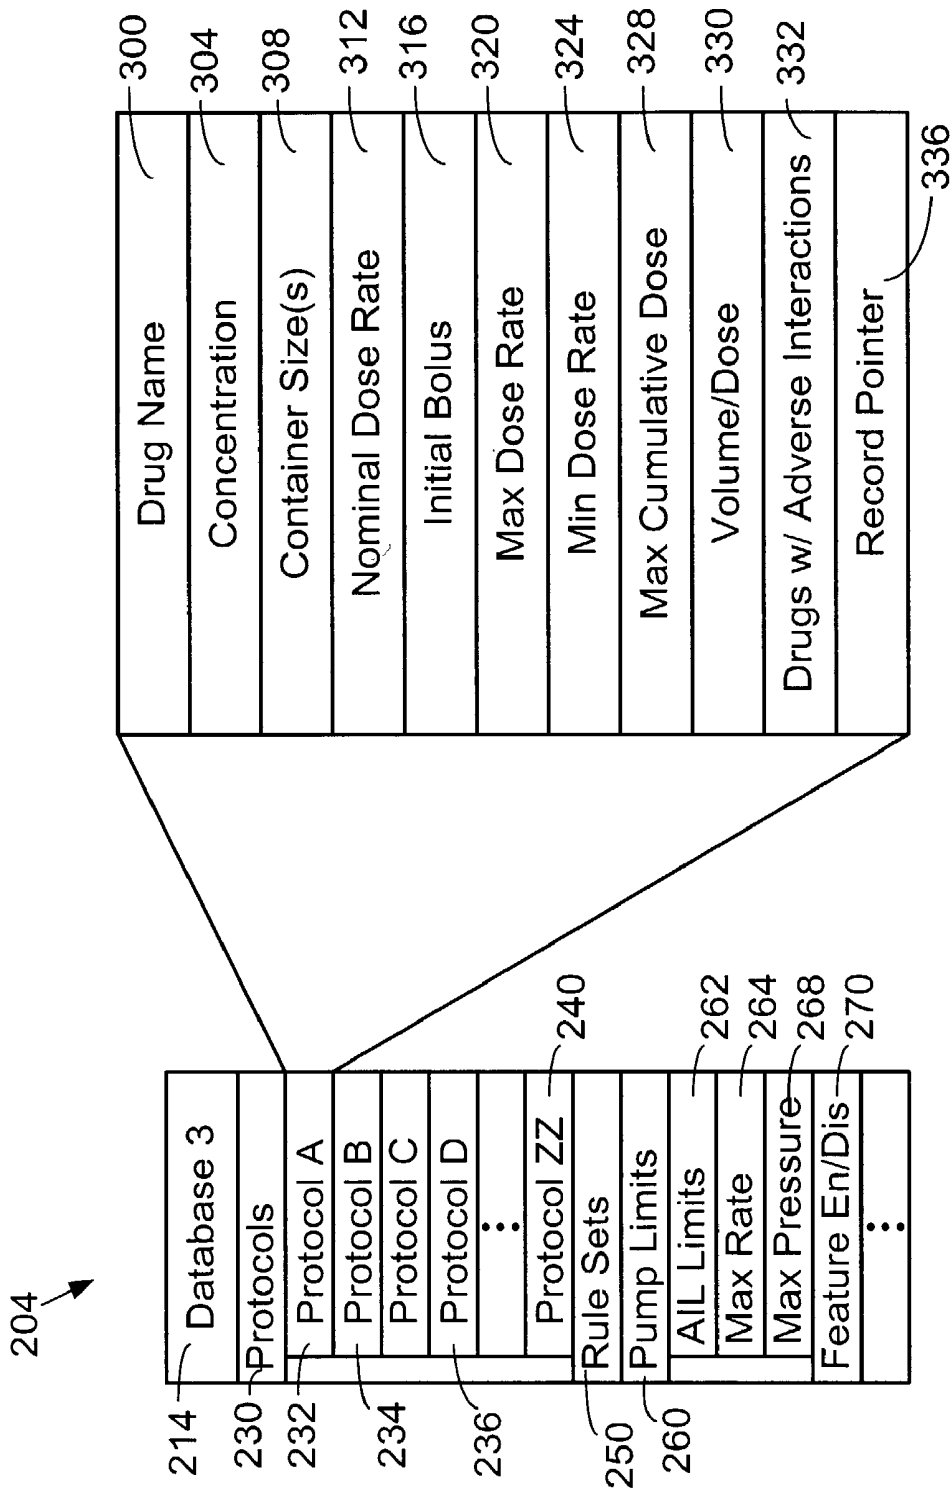 204
214
Database 3
230
Protocols
232
Protocol A
234
Protocol B
Protocol C
236
Protocol D
Protocol ZZ
240
250
Rule Sets
260
Pump Limits
AIL Limits
262
Max Rate
264
Max Pressure
268
Feature En/Dis
270
Drug Name
300
Concentration
304
Container Size(s)
308
Nominal Dose Rate
312
Initial Bolus
316
Max Dose Rate
320
Min Dose Rate
324
Max Cumulative Dose
328
Volume/Dose
330
Drugs w/ Adverse Interactions
332
Record Pointer
336